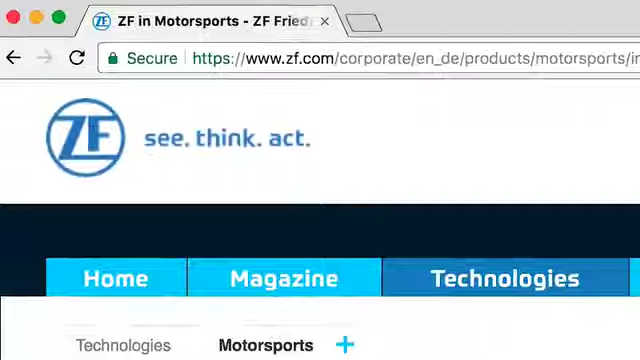 ZF in Motorsports - ZF Fried
Secure https://www.zf.com/corporate/en_de/products/motorsports/in
ZF see. think. act.
Home Magazine Technologies
Technologies Motorsports +